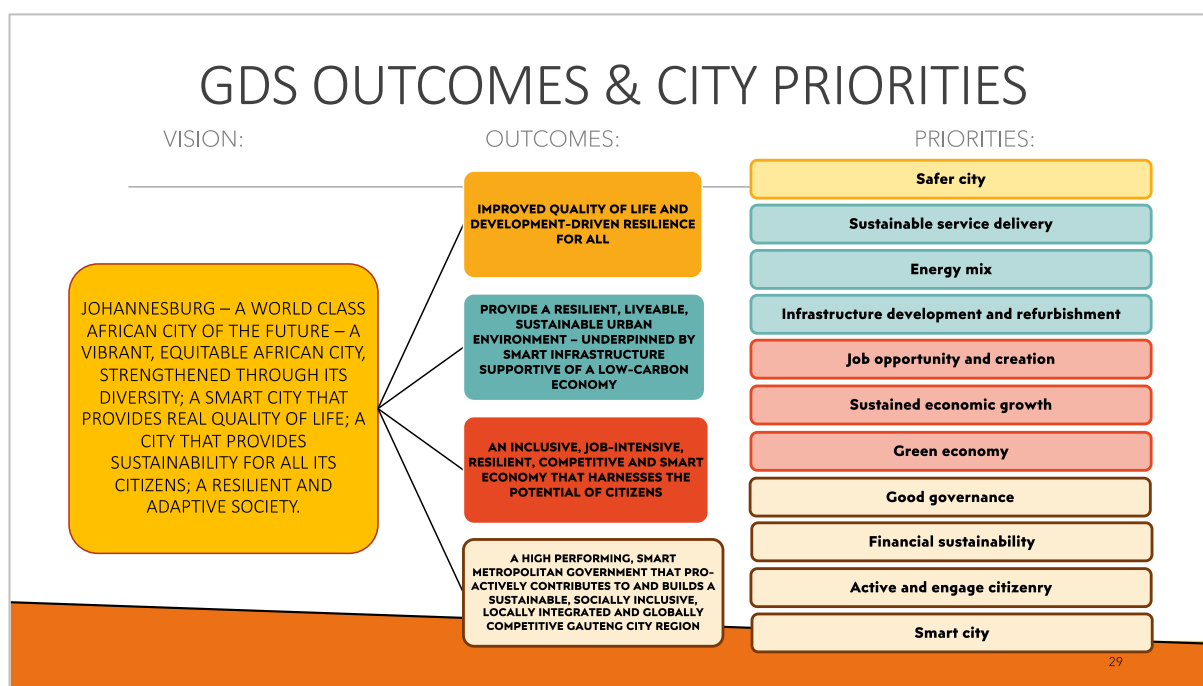 GDS OUTCOMES & CITY PRIORITIES
VISION:
OUTCOMES:
PRIORITIES:
JOHANNESBURG – A WORLD CLASS
AFRICAN CITY OF THE FUTURE – A
VIBRANT, EQUITABLE AFRICAN CITY,
STRENGTHENED THROUGH ITS
DIVERSITY; A SMART CITY THAT
PROVIDES REAL QUALITY OF LIFE; A
CITY THAT PROVIDES
SUSTAINABILITY FOR ALL ITS
CITIZENS; A RESILIENT AND
ADAPTIVE SOCIETY.
IMPROVED QUALITY OF LIFE AND
DEVELOPMENT-DRIVEN RESILIENCE
FOR ALL
PROVIDE A RESILIENT, LIVEABLE,
SUSTAINABLE URBAN
ENVIRONMENT – UNDERPINNED BY
SMART INFRASTRUCTURE
SUPPORTIVE OF A LOW-CARBON
ECONOMY
AN INCLUSIVE, JOB-INTENSIVE,
RESILIENT, COMPETITIVE AND SMART
ECONOMY THAT HARNESSES THE
POTENTIAL OF CITIZENS
A HIGH PERFORMING, SMART
METROPOLITAN GOVERNMENT THAT PRO-
ACTIVELY CONTRIBUTES TO AND BUILDS A
SUSTAINABLE, SOCIALLY INCLUSIVE,
LOCALLY INTEGRATED AND GLOBALLY
COMPETITIVE GAUTENG CITY REGION
Safer city
Sustainable service delivery
Energy mix
Infrastructure development and refurbishment
Job opportunity and creation
Sustained economic growth
Green economy
Good governance
Financial sustainability
Active and engage citizenry
Smart city
29